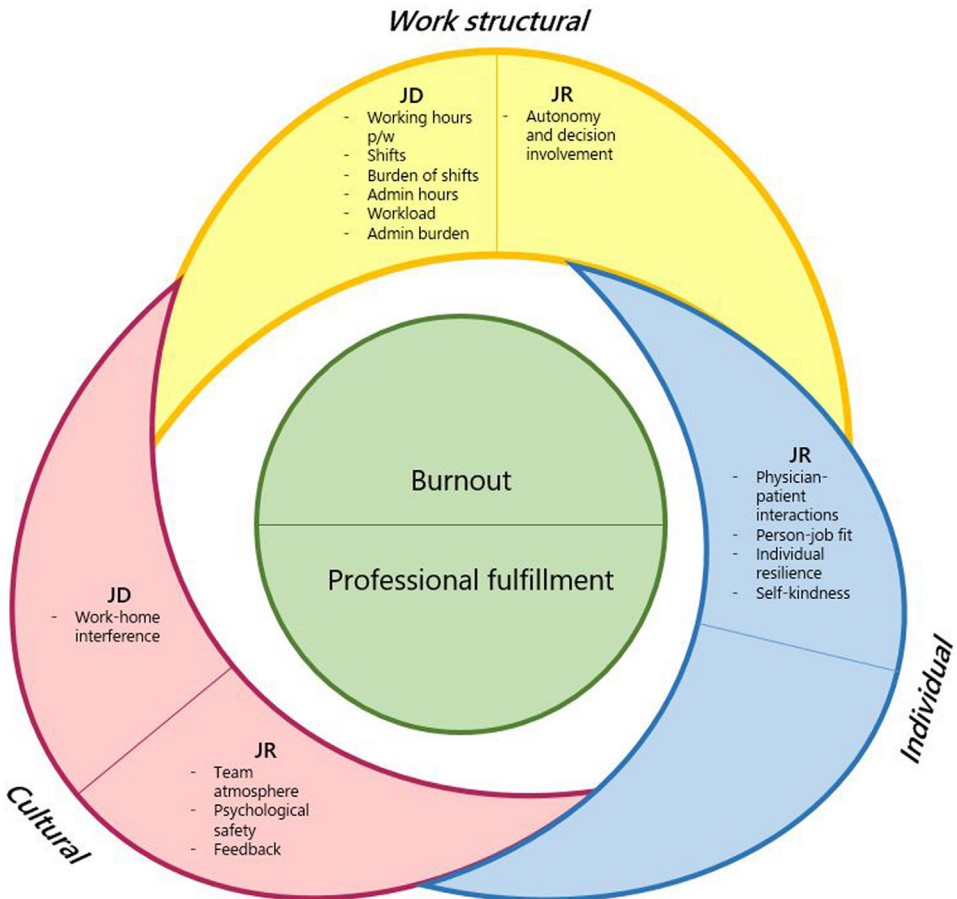 Work structural
JD
- Working hours
p/w
- Shifts
- Burden of shifts
- Admin hours
- Workload
- Admin burden
JR
- Autonomy
and decision
involvement
JR
- Physician-
patient
interactions
- Person-job fit
- Individual
resilience
- Self-kindness
Individual
Burnout
Professional fulfillment
JD
- Work-home
interference
JR
- Team
atmosphere
- Psychological
safety
- Feedback
Cultural